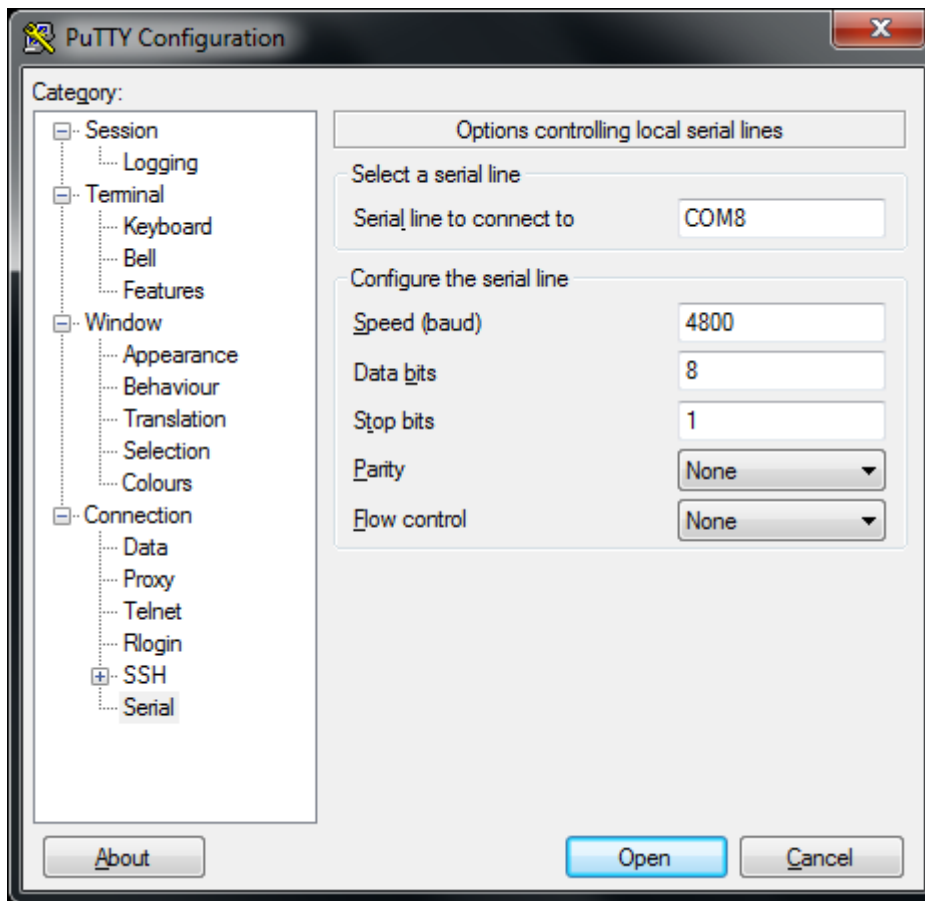 PuTTY Configuration
x
Category:
Session
Logging
Terminal
Keyboard
Bell
Features
Window
Appearance
Behaviour
Translation
Selection
Colours
Connection
Data
Proxy
Telnet
Rlogin
SSH
Serial
Options controlling local serial lines
Select a serial line
Serial line to connect to COM8
Configure the serial line
Speed (baud) 4800
Data bits 8
Stop bits 1
Parity None
Flow control None
About Open Cancel